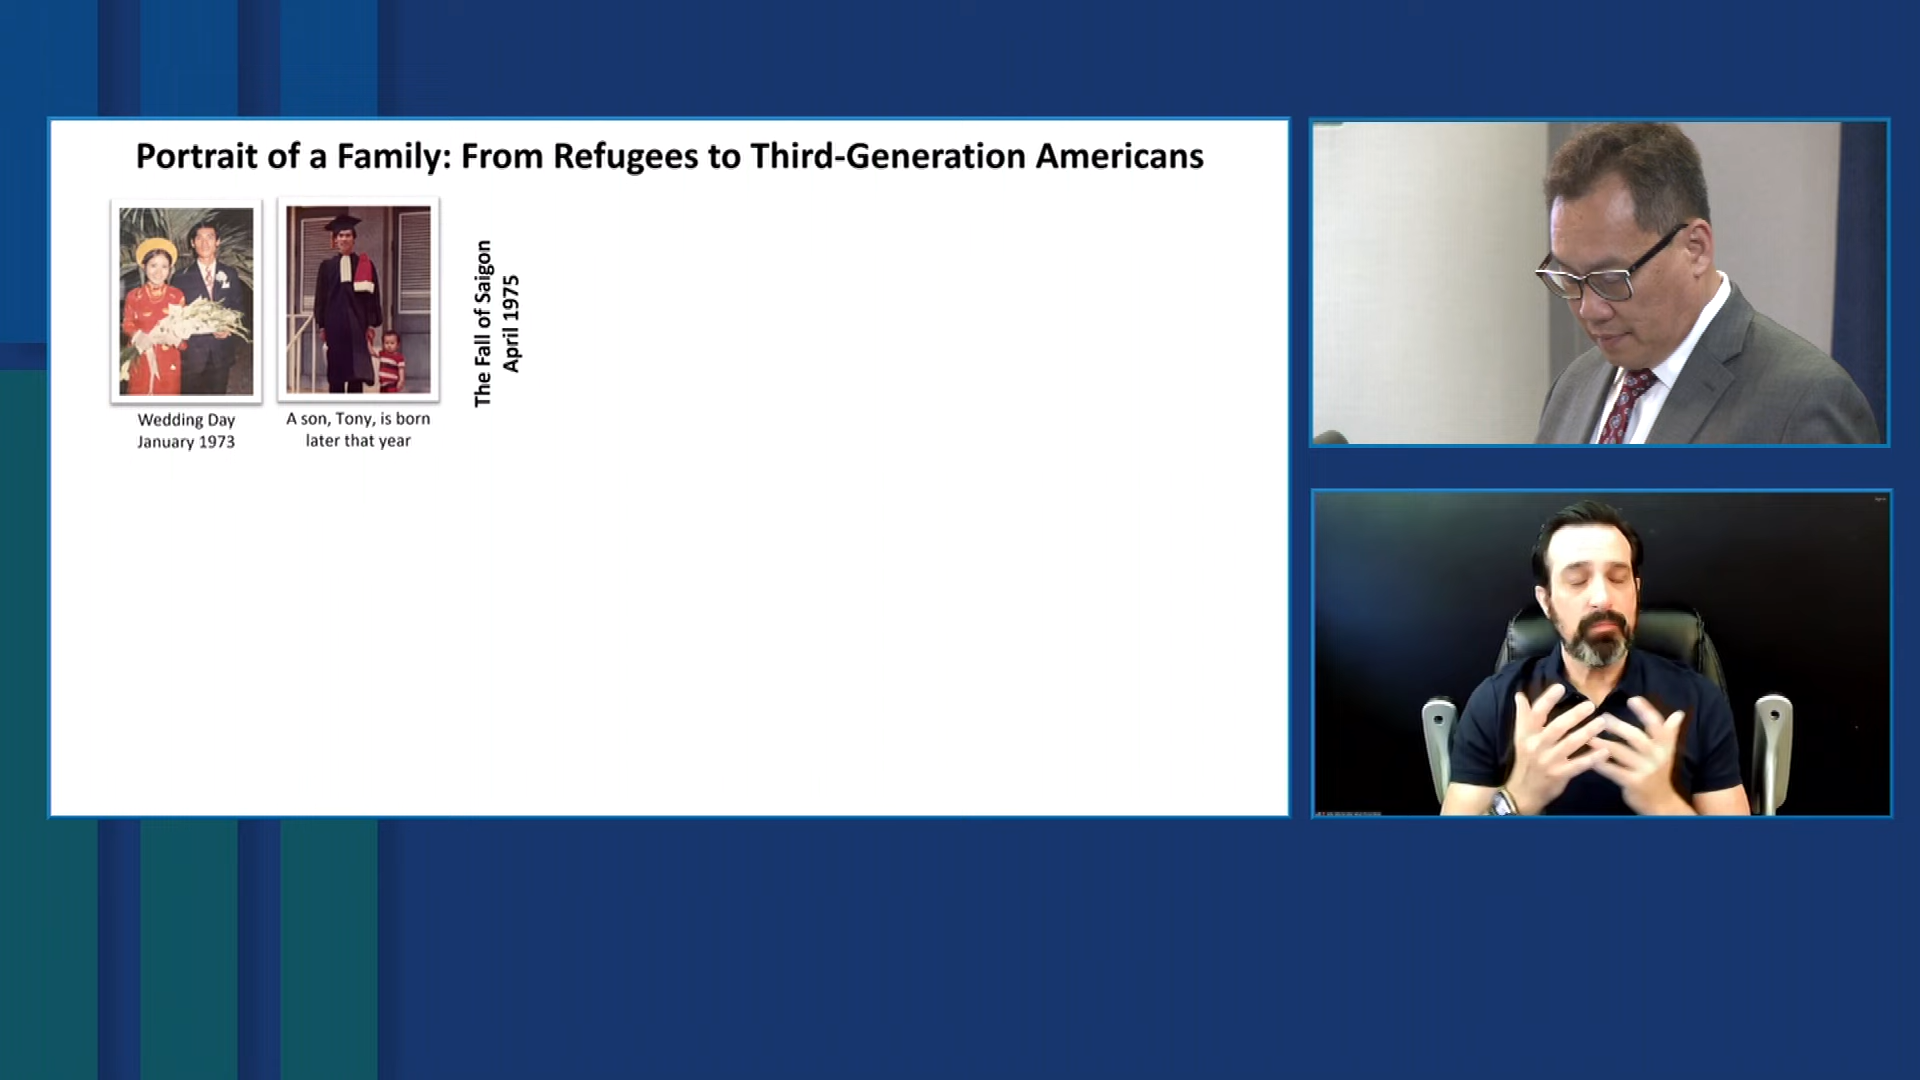 Portrait of a Family: From Refugees to Third-Generation Americans
Wedding Day
January 1973
A son, Tony, is born
later that year
The Fall of Saigon
April 1975